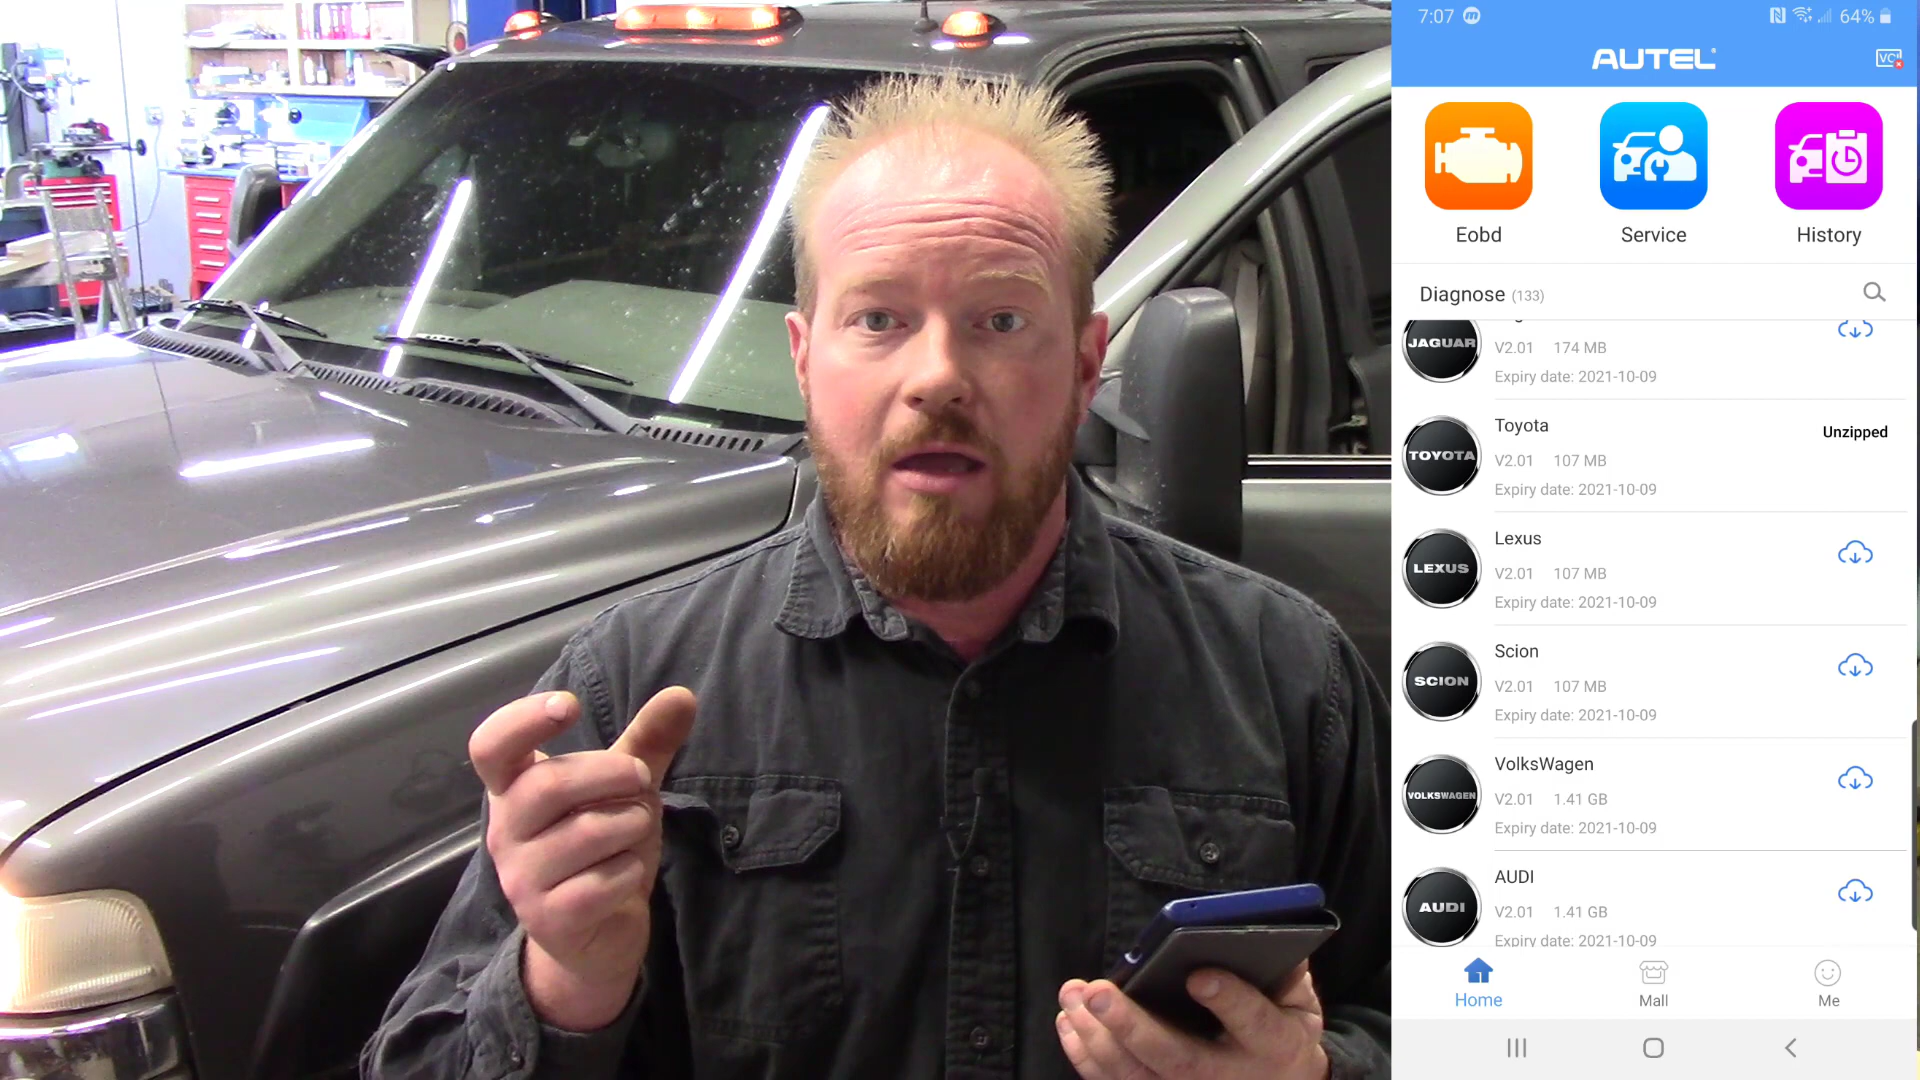 7:07
64%
AUTEL
VCI
Eobd
Service
History
Diagnose (133)
JAGUAR
V2.01 174 MB
Expiry date: 2021-10-09
Toyota
Unzipped
TOYOTA
V2.01 107 MB
Expiry date: 2021-10-09
Lexus
LEXUS
V2.01 107 MB
Expiry date: 2021-10-09
Scion
SCION
V2.01 107 MB
Expiry date: 2021-10-09
VolksWagen
VOLKSWAGEN
V2.01 1.41 GB
Expiry date: 2021-10-09
AUDI
AUDI
V2.01 1.41 GB
Expiry date: 2021-10-09
Home
Mall
Me